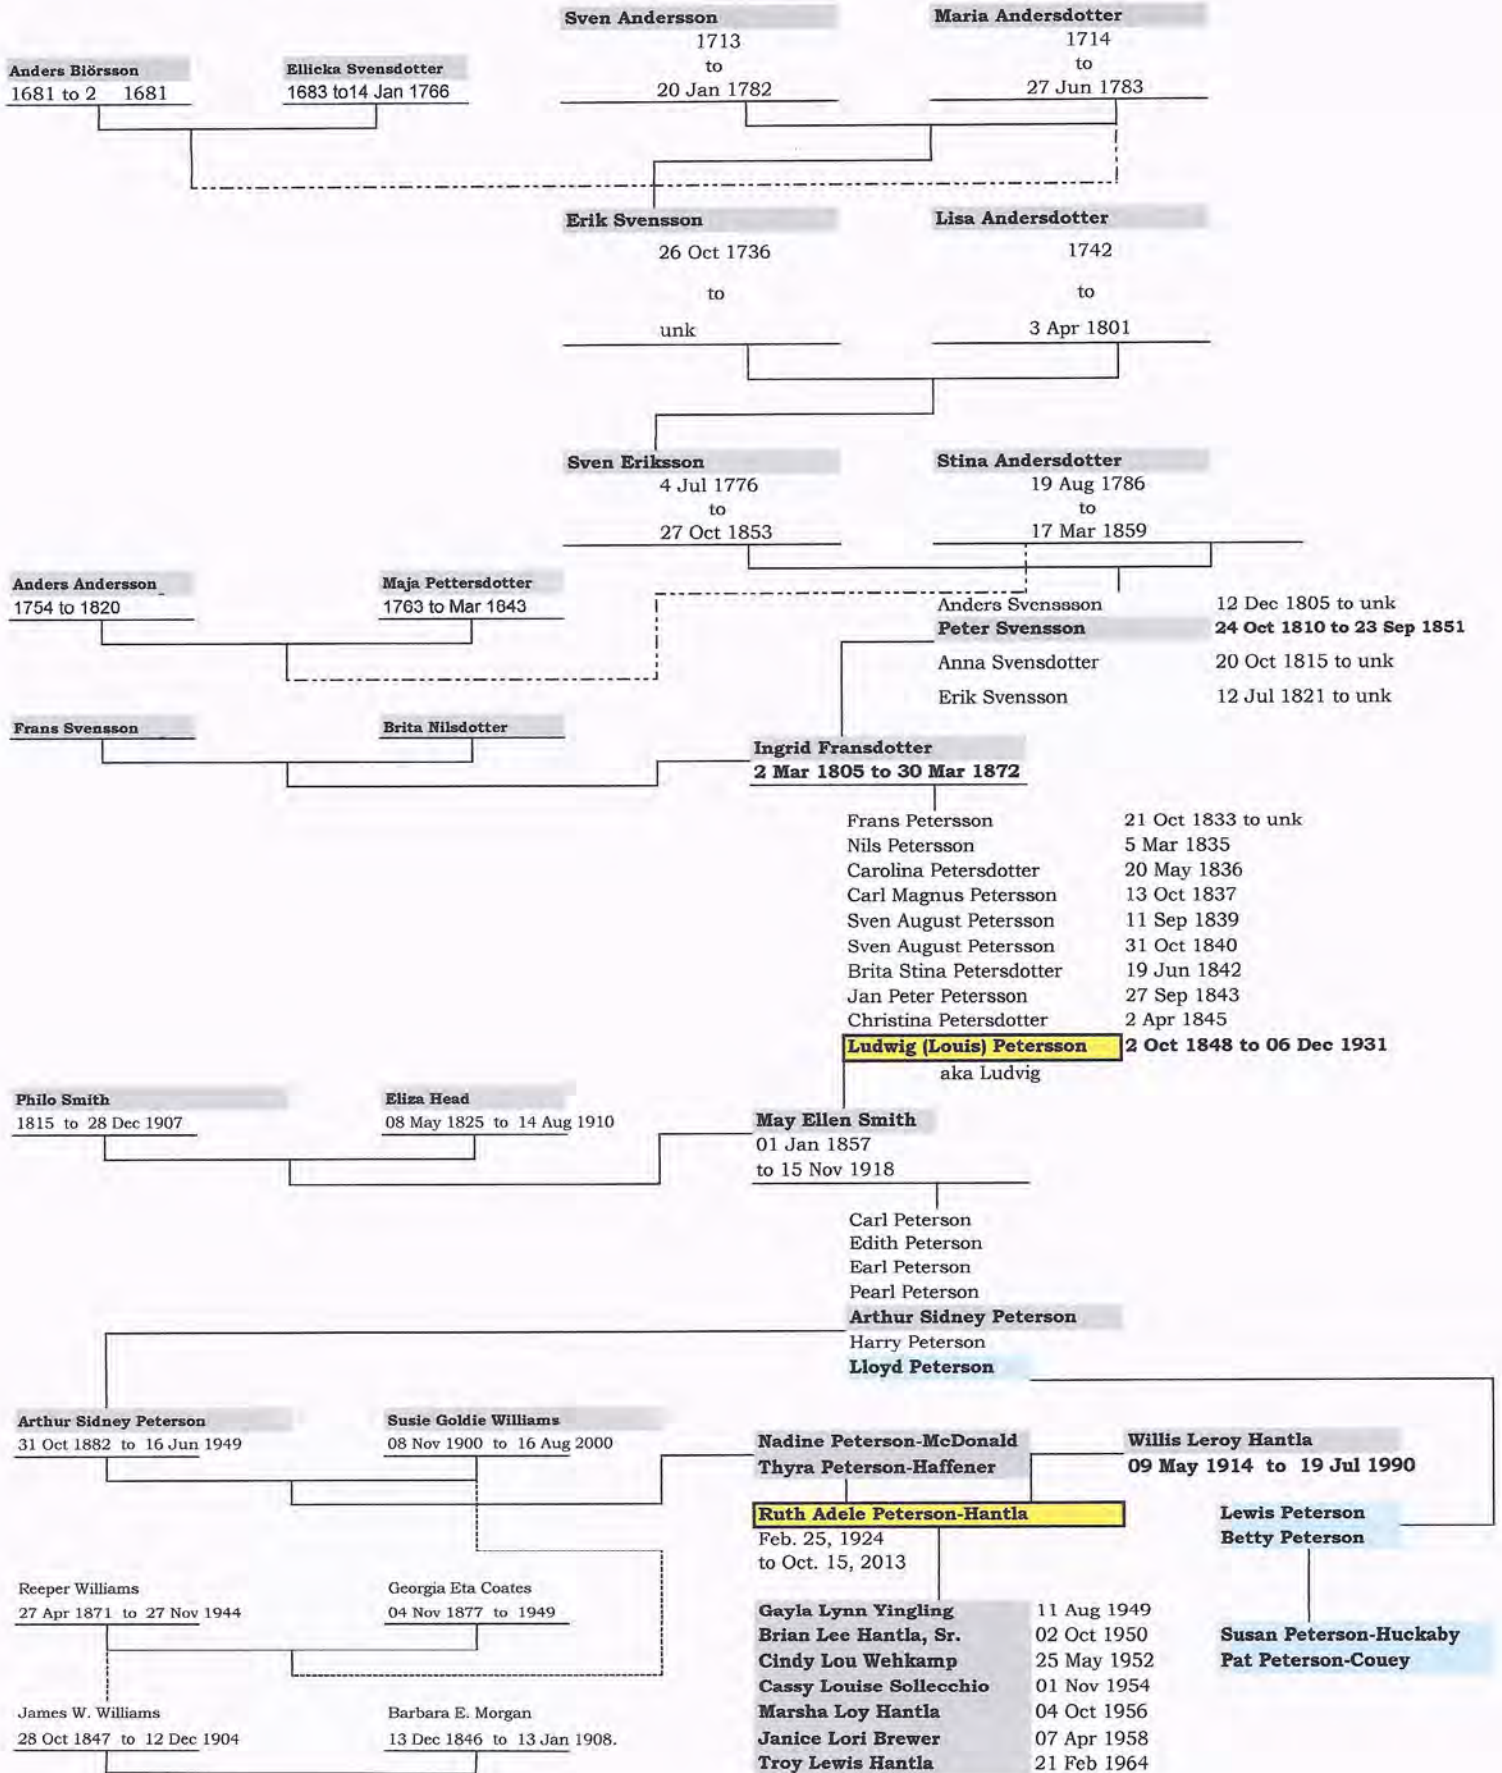 Sven Andersson
1713
to
20 Jan 1782
Maria Andersdotter
1714
to
27 Jun 1783
Anders Blörsson
1681 to 2 1681
Ellicka Svensdotter
1683 to14 Jan 1766
Erik Svensson
26 Oct 1736
to
unk
Lisa Andersdotter
1742
to
3 Apr 1801
Sven Eriksson
4 Jul 1776
to
27 Oct 1853
Stina Andersdotter
19 Aug 1786
to
17 Mar 1859
Anders Andersson
1754 to 1820
Maja Pettersdotter
1763 to Mar 1843
Anders Svenssson 12 Dec 1805 to unk
Peter Svensson 24 Oct 1810 to 23 Sep 1851
Anna Svensdotter 20 Oct 1815 to unk
Erik Svensson 12 Jul 1821 to unk
Frans Svensson
Brita Nilsdotter
Ingrid Fransdotter
2 Mar 1805 to 30 Mar 1872
Frans Petersson 21 Oct 1833 to unk
Nils Petersson 5 Mar 1835
Carolina Petersdotter 20 May 1836
Carl Magnus Petersson 13 Oct 1837
Sven August Petersson 11 Sep 1839
Sven August Petersson 31 Oct 1840
Brita Stina Petersdotter 19 Jun 1842
Jan Peter Petersson 27 Sep 1843
Christina Petersdotter 2 Apr 1845
Ludwig (Louis) Petersson 2 Oct 1848 to 06 Dec 1931
aka Ludvig
Philo Smith
1815 to 28 Dec 1907
Eliza Head
08 May 1825 to 14 Aug 1910
May Ellen Smith
01 Jan 1857
to 15 Nov 1918
Carl Peterson
Edith Peterson
Earl Peterson
Pearl Peterson
Arthur Sidney Peterson
Harry Peterson
Lloyd Peterson
Arthur Sidney Peterson
31 Oct 1882 to 16 Jun 1949
Susie Goldie Williams
08 Nov 1900 to 16 Aug 2000
Nadine Peterson-McDonald
Thyra Peterson-Haffener
Willis Leroy Hantla
09 May 1914 to 19 Jul 1990
Ruth Adele Peterson-Hantla
Feb. 25, 1924
to Oct. 15, 2013
Lewis Peterson
Betty Peterson
Reeper Williams
27 Apr 1871 to 27 Nov 1944
Georgia Eta Coates
04 Nov 1877 to 1949
Gayla Lynn Yingling 11 Aug 1949
Brian Lee Hantla, Sr. 02 Oct 1950
Cindy Lou Wehkamp 25 May 1952
Cassy Louise Sollecchio 01 Nov 1954
Marsha Loy Hantla 04 Oct 1956
Janice Lori Brewer 07 Apr 1958
Troy Lewis Hantla 21 Feb 1964
Susan Peterson-Huckaby
Pat Peterson-Couey
James W. Williams
28 Oct 1847 to 12 Dec 1904
Barbara E. Morgan
13 Dec 1846 to 13 Jan 1908.